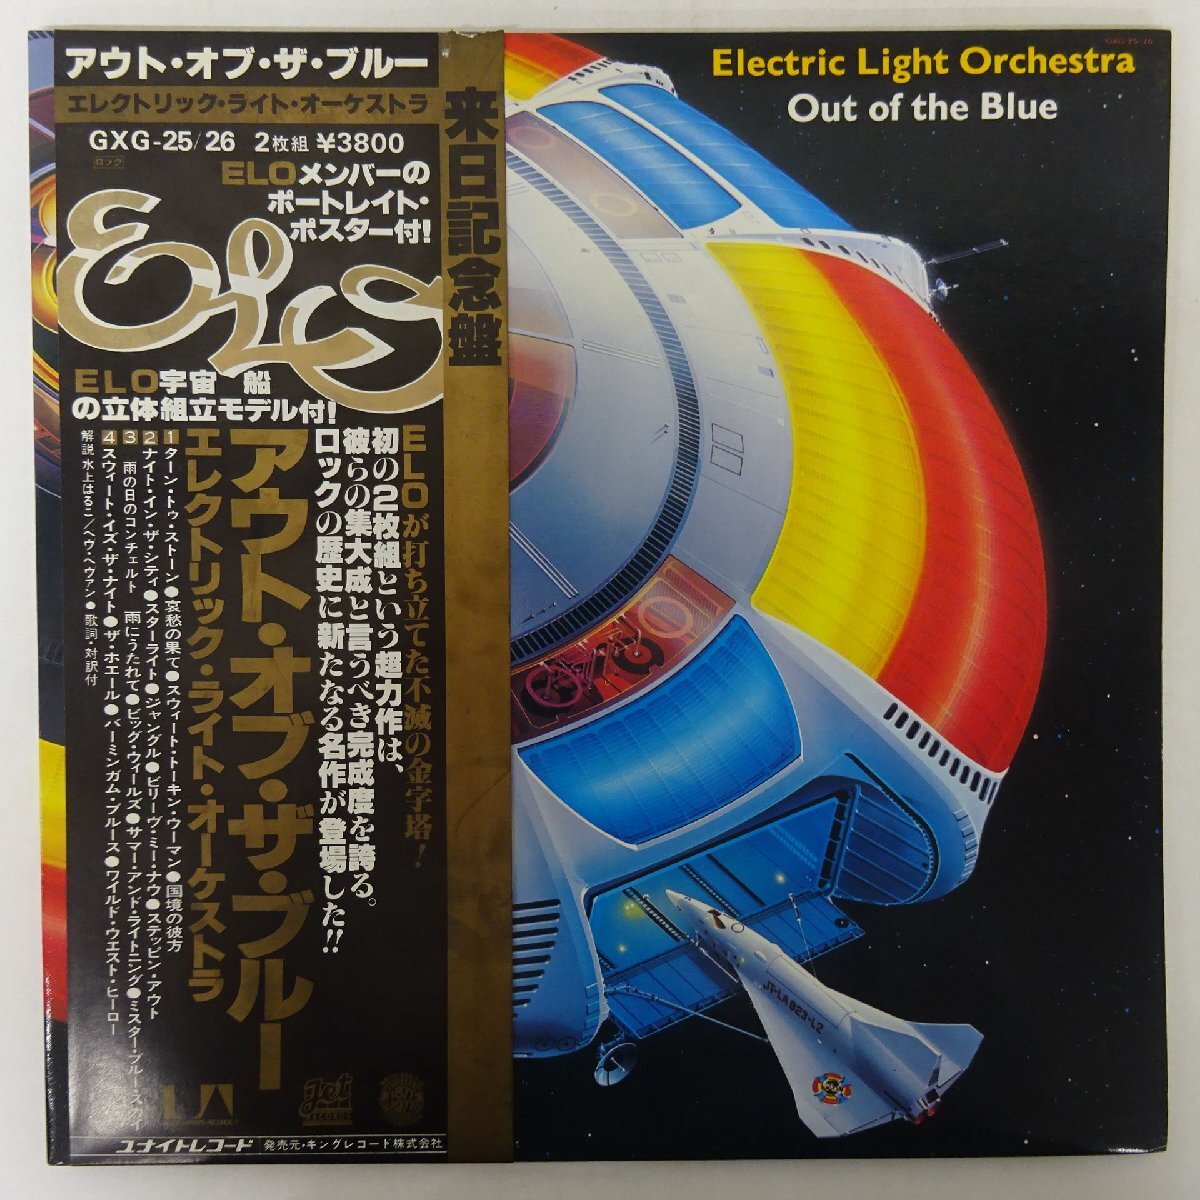 アウト・オブ・ザ・ブルー
エレクトリック・ライト・オーケストラ
GXG-25/26 2枚組 ¥3800
ロック
ELOメンバーの
ポートレイト・
ポスター付!
ELO
ELO宇宙船
の立体組立モデル付!
来日記念盤
ELOが打ち立てた不滅の金字塔!
初の2枚組という超力作は、
彼らの集大成と言うべき完成度を誇る。
ロックの歴史に新たなる名作が登場した!!
アウト・オブ・ザ・ブルー
エレクトリック・ライト・オーケストラ
1 ターン・トゥ・ストーン●哀愁の果て●スウィート・トーキン・ウーマン●国境の彼方
2 ナイト・イン・ザ・シティ●スターライト●ジャングル●ビリーヴ・ミー・ナウ●ステッピン・アウト
3 雨の日のコンチェルト 雨にうたれて●ビッグ・ウィールズ●サマー・アンド・ライトニング●ミスター・ブルー・スカイ
4 スウィート・イズ・ザ・ナイト●ザ・ホエール●バーミンガム・ブルース●ワイルド・ウエスト・ヒーロー
解説 水上はるこ/ヘヴ・ヘヴァン●歌詞・対訳付
UA
Jet
RECORDS
ユナイトレコード 発売元・キングレコード株式会社
GXG-25/26
Electric Light Orchestra
Out of the Blue
JTLA823-L2